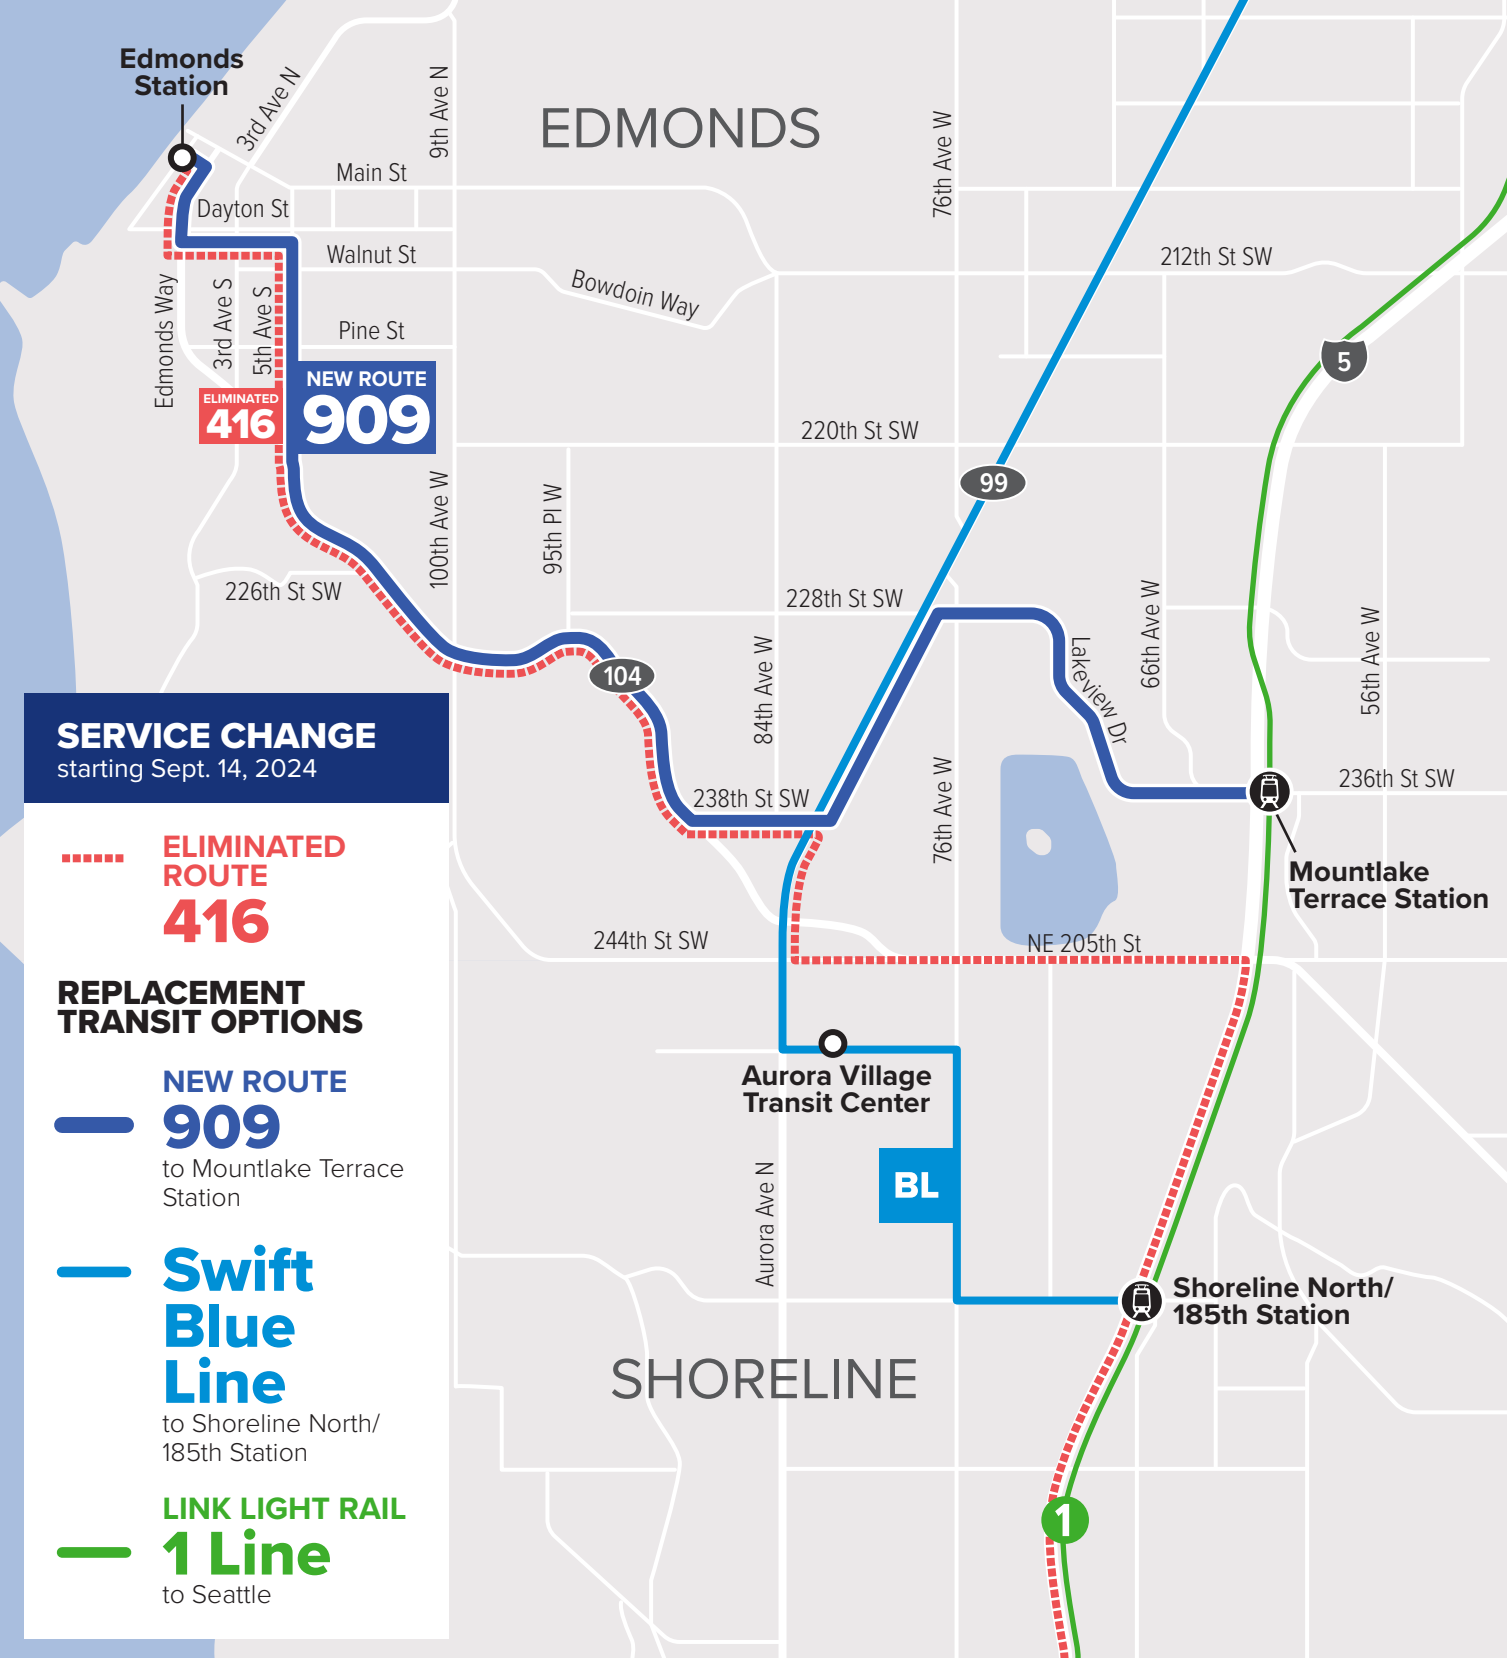 Edmonds
Station
3rd Ave N
9th Ave N
EDMONDS
76th Ave W
Main St
Dayton St
Walnut St
Bowdoin Way
212th St SW
Edmonds Way
3rd Ave S
5th Ave S
Pine St
5
ELIMINATED
416
NEW ROUTE
909
220th St SW
99
100th Ave W
95th Pl W
226th St SW
228th St SW
66th Ave W
56th Ave W
84th Ave W
Lakeview Dr
104
238th St SW
76th Ave W
236th St SW
Mountlake
Terrace Station
244th St SW
NE 205th St
Aurora Village
Transit Center
BL
Aurora Ave N
Shoreline North/
185th Station
SHORELINE
1
SERVICE CHANGE
starting Sept. 14, 2024
ELIMINATED
ROUTE
416
REPLACEMENT
TRANSIT OPTIONS
NEW ROUTE
909
to Mountlake Terrace
Station
Swift
Blue
Line
to Shoreline North/
185th Station
LINK LIGHT RAIL
1 Line
to Seattle